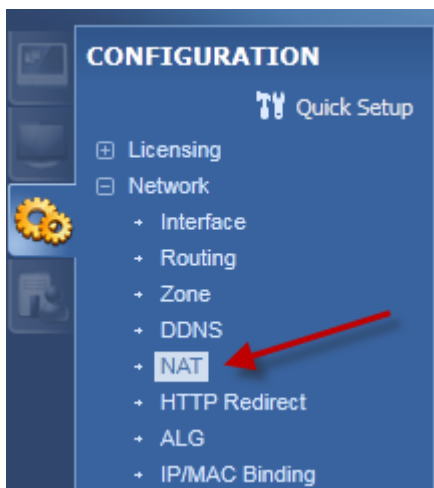 CONFIGURATION
Quick Setup
Licensing
Network
Interface
Routing
Zone
DDNS
NAT
HTTP Redirect
ALG
IP/MAC Binding